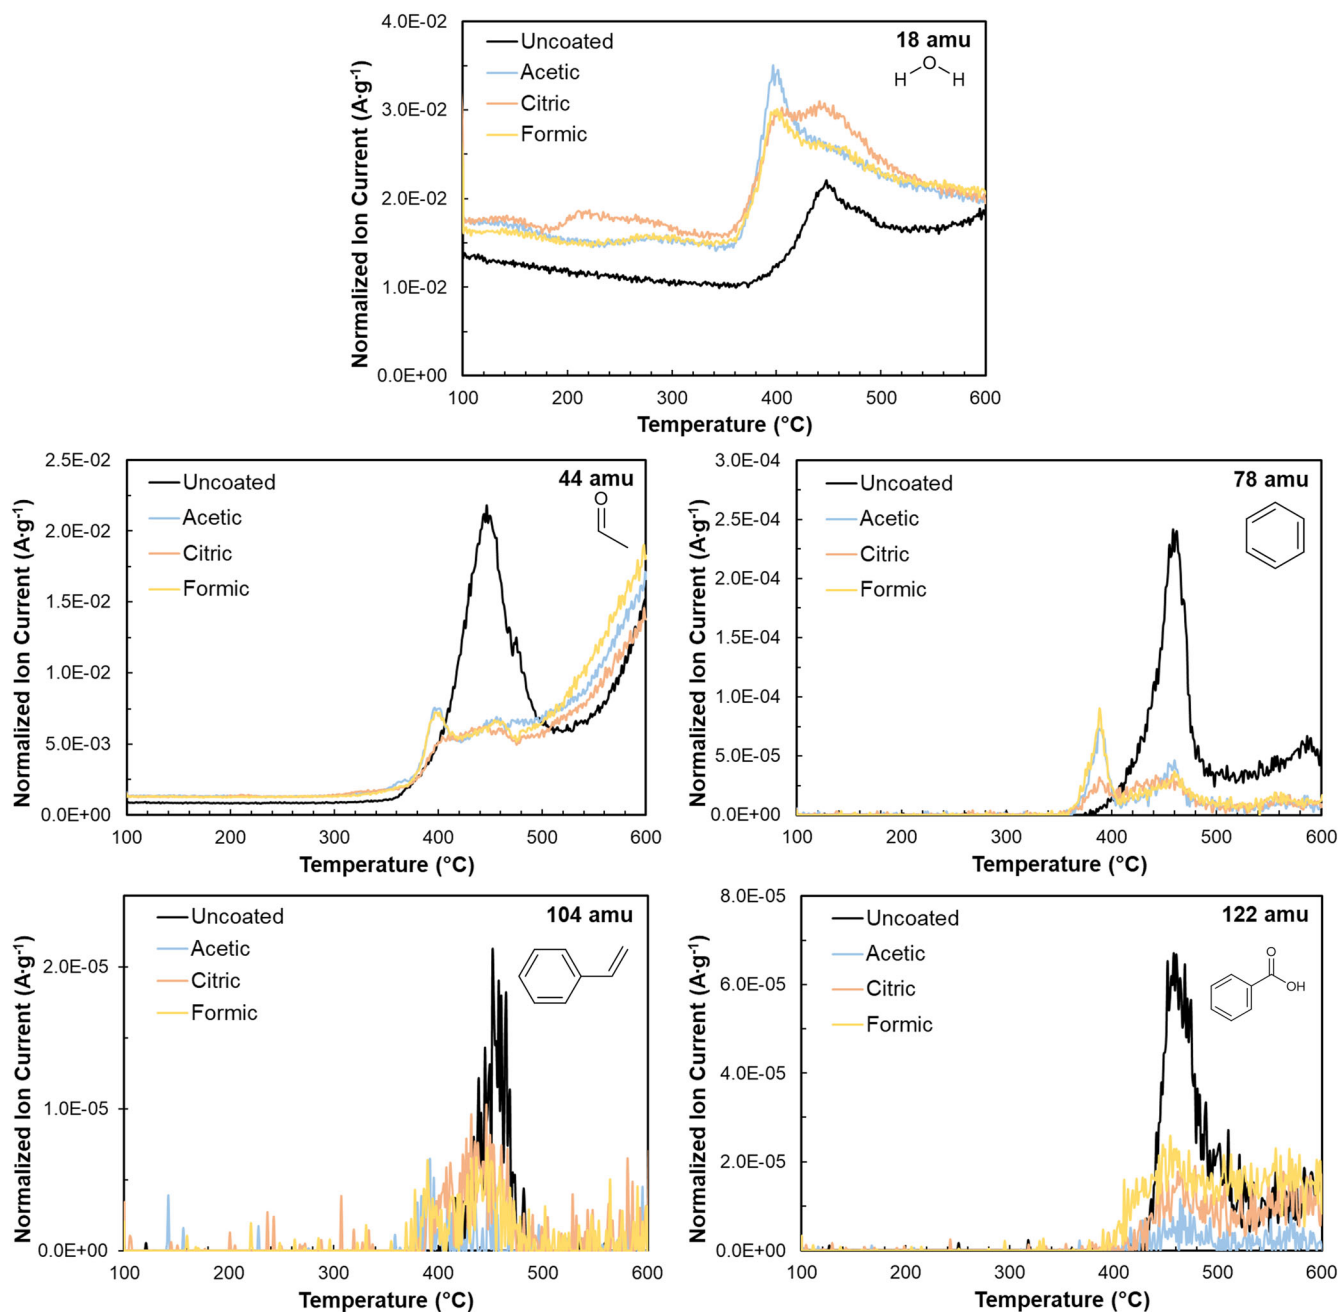 18 amu
Uncoated
Acetic
Citric
Formic
H O H
Normalized Ion Current (A·g⁻¹)
4.0E-02
3.0E-02
2.0E-02
1.0E-02
0.0E+00
100 200 300 400 500 600
Temperature (°C)
44 amu
O
Uncoated
Acetic
Citric
Formic
Normalized Ion Current (A·g⁻¹)
2.5E-02
2.0E-02
1.5E-02
1.0E-02
5.0E-03
0.0E+00
100 200 300 400 500 600
Temperature (°C)
78 amu
Uncoated
Acetic
Citric
Formic
Normalized Ion Current (A·g⁻¹)
3.0E-04
2.5E-04
2.0E-04
1.5E-04
1.0E-04
5.0E-05
0.0E+00
100 200 300 400 500 600
Temperature (°C)
104 amu
Uncoated
Acetic
Citric
Formic
Normalized Ion Current (A·g⁻¹)
2.0E-05
1.0E-05
0.0E+00
100 200 300 400 500 600
Temperature (°C)
122 amu
O
OH
Uncoated
Acetic
Citric
Formic
Normalized Ion Current (A·g⁻¹)
8.0E-05
6.0E-05
4.0E-05
2.0E-05
0.0E+00
100 200 300 400 500 600
Temperature (°C)